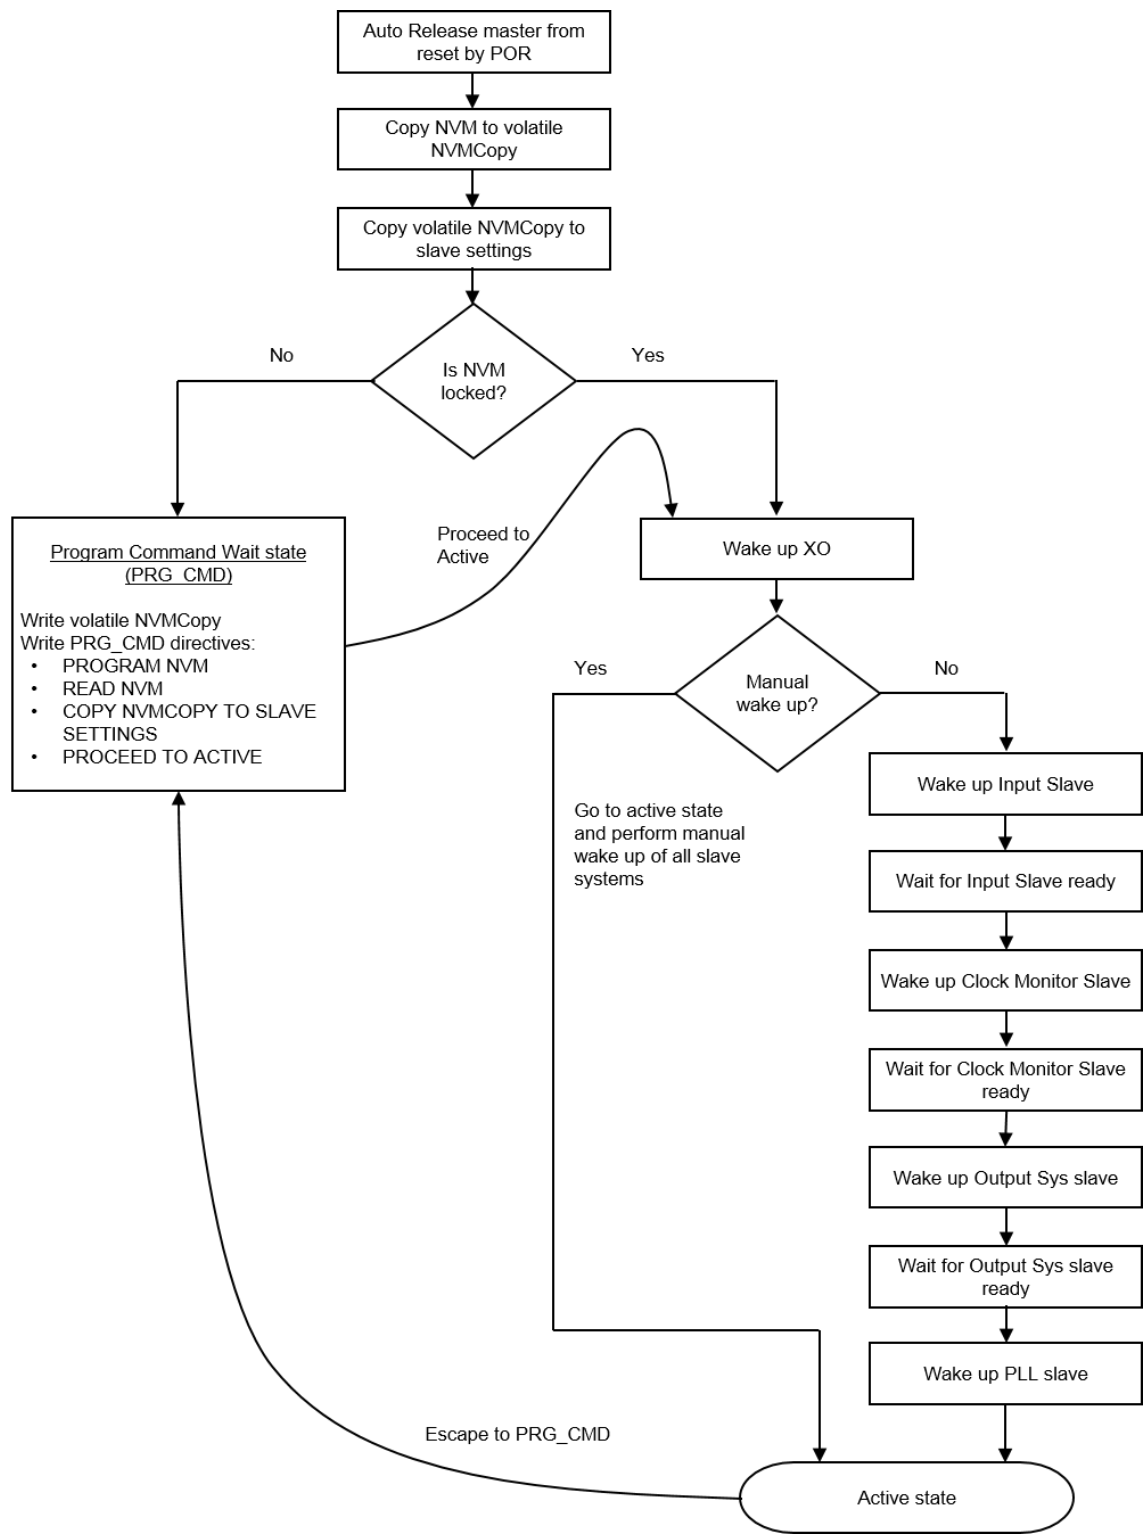 Auto Release master from
reset by POR
Copy NVM to volatile
NVMCopy
Copy volatile NVMCopy to
slave settings
Is NVM
locked?
No
Yes
Program Command Wait state
(PRG_CMD)
Write volatile NVMCopy
Write PRG_CMD directives:
• PROGRAM NVM
• READ NVM
• COPY NVMCOPY TO SLAVE
SETTINGS
• PROCEED TO ACTIVE
Proceed to
Active
Wake up XO
Manual
wake up?
Yes
No
Go to active state
and perform manual
wake up of all slave
systems
Wake up Input Slave
Wait for Input Slave ready
Wake up Clock Monitor Slave
Wait for Clock Monitor Slave
ready
Wake up Output Sys slave
Wait for Output Sys slave
ready
Wake up PLL slave
Escape to PRG_CMD
Active state